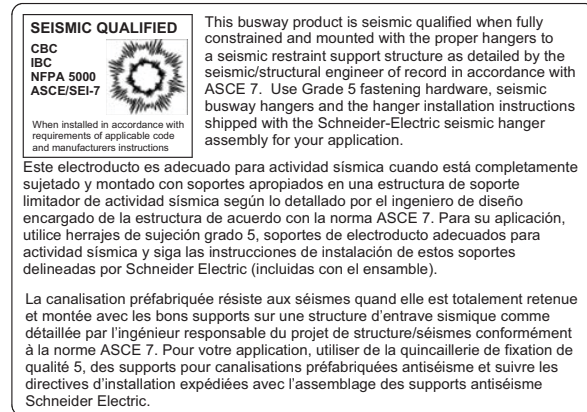 SEISMIC QUALIFIED
CBC
IBC
NFPA 5000
ASCE/SEI-7
When installed in accordance with
requirements of applicable code
and manufacturers instructions
This busway product is seismic qualified when fully
constrained and mounted with the proper hangers to
a seismic restraint support structure as detailed by the
seismic/structural engineer of record in accordance with
ASCE 7. Use Grade 5 fastening hardware, seismic
busway hangers and the hanger installation instructions
shipped with the Schneider-Electric seismic hanger
assembly for your application.
Este electroducto es adecuado para actividad sísmica cuando está completamente
sujetado y montado con soportes apropiados en una estructura de soporte
limitador de actividad sísmica según lo detallado por el ingeniero de diseño
encargado de la estructura de acuerdo con la norma ASCE 7. Para su aplicación,
utilice herrajes de sujeción grado 5, soportes de electroducto adecuados para
actividad sísmica y siga las instrucciones de instalación de estos soportes
delineadas por Schneider Electric (incluidas con el ensamble).
La canalisation préfabriquée résiste aux séismes quand elle est totalement retenue
et montée avec les bons supports sur une structure d'entrave sismique comme
détaillée par l'ingénieur responsable du projet de structure/séismes conformément
à la norme ASCE 7. Pour votre application, utiliser de la quincaillerie de fixation de
qualité 5, des supports pour canalisations préfabriquées antiséisme et suivre les
directives d'installation expédiées avec l'assemblage des supports antiséisme
Schneider Electric.